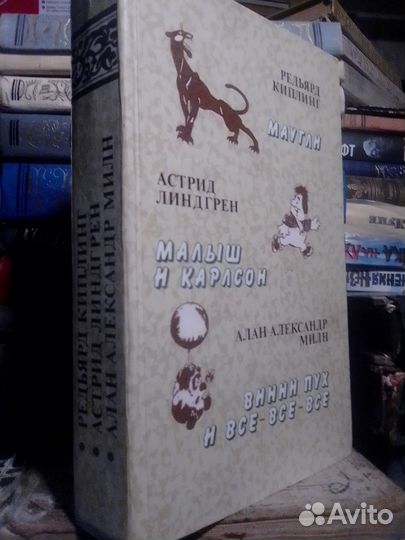 РЕДЬЯРД
КИПЛИНГ
МАУГЛИ
АСТРИД
ЛИНДГРЕН
МАЛЫШ
И КАРЛСОН
АЛАН АЛЕКСАНДР
МИЛН
ВИННИ ПУХ
И ВСЕ-ВСЕ-ВСЕ
• РЕДЬЯРД КИПЛИНГ
• АСТРИД ЛИНДГРЕН
• АЛАН АЛЕКСАНДР МИЛН
Avito